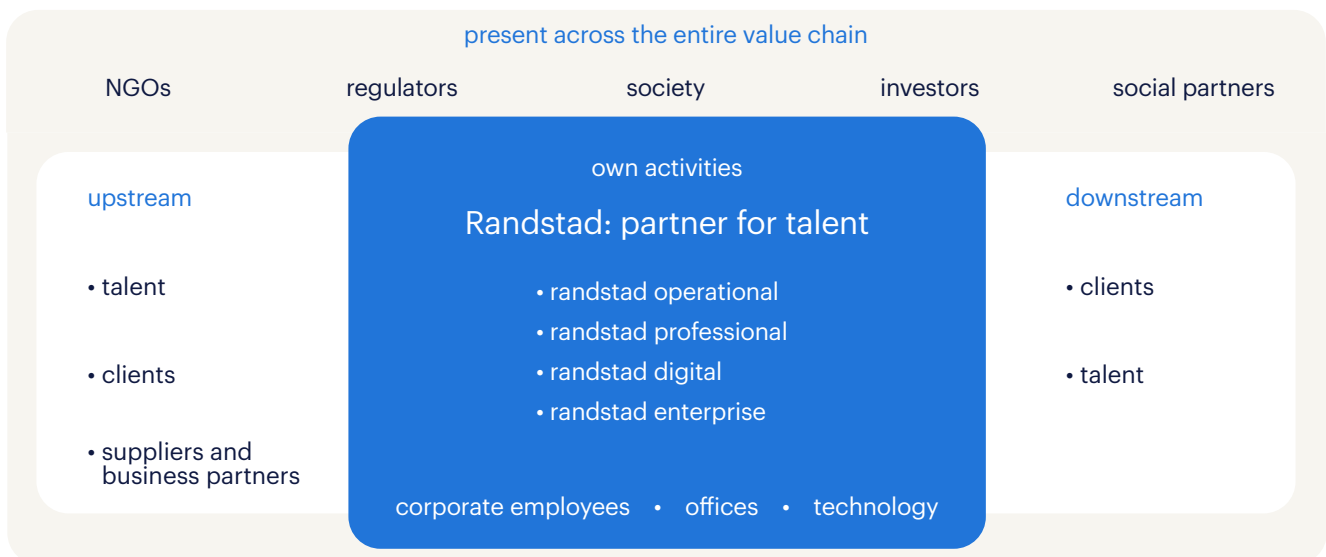 present across the entire value chain
NGOs regulators society investors social partners
upstream
• talent
• clients
• suppliers and
business partners
own activities
Randstad: partner for talent
• randstad operational
• randstad professional
• randstad digital
• randstad enterprise
corporate employees • offices • technology
downstream
• clients
• talent